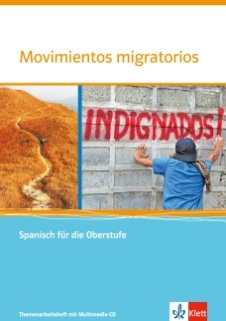 Movimientos migratorios
INDIGNADOS!
Spanisch für die Oberstufe
Themenarbeitsheft mit Multimedia-CD
Klett